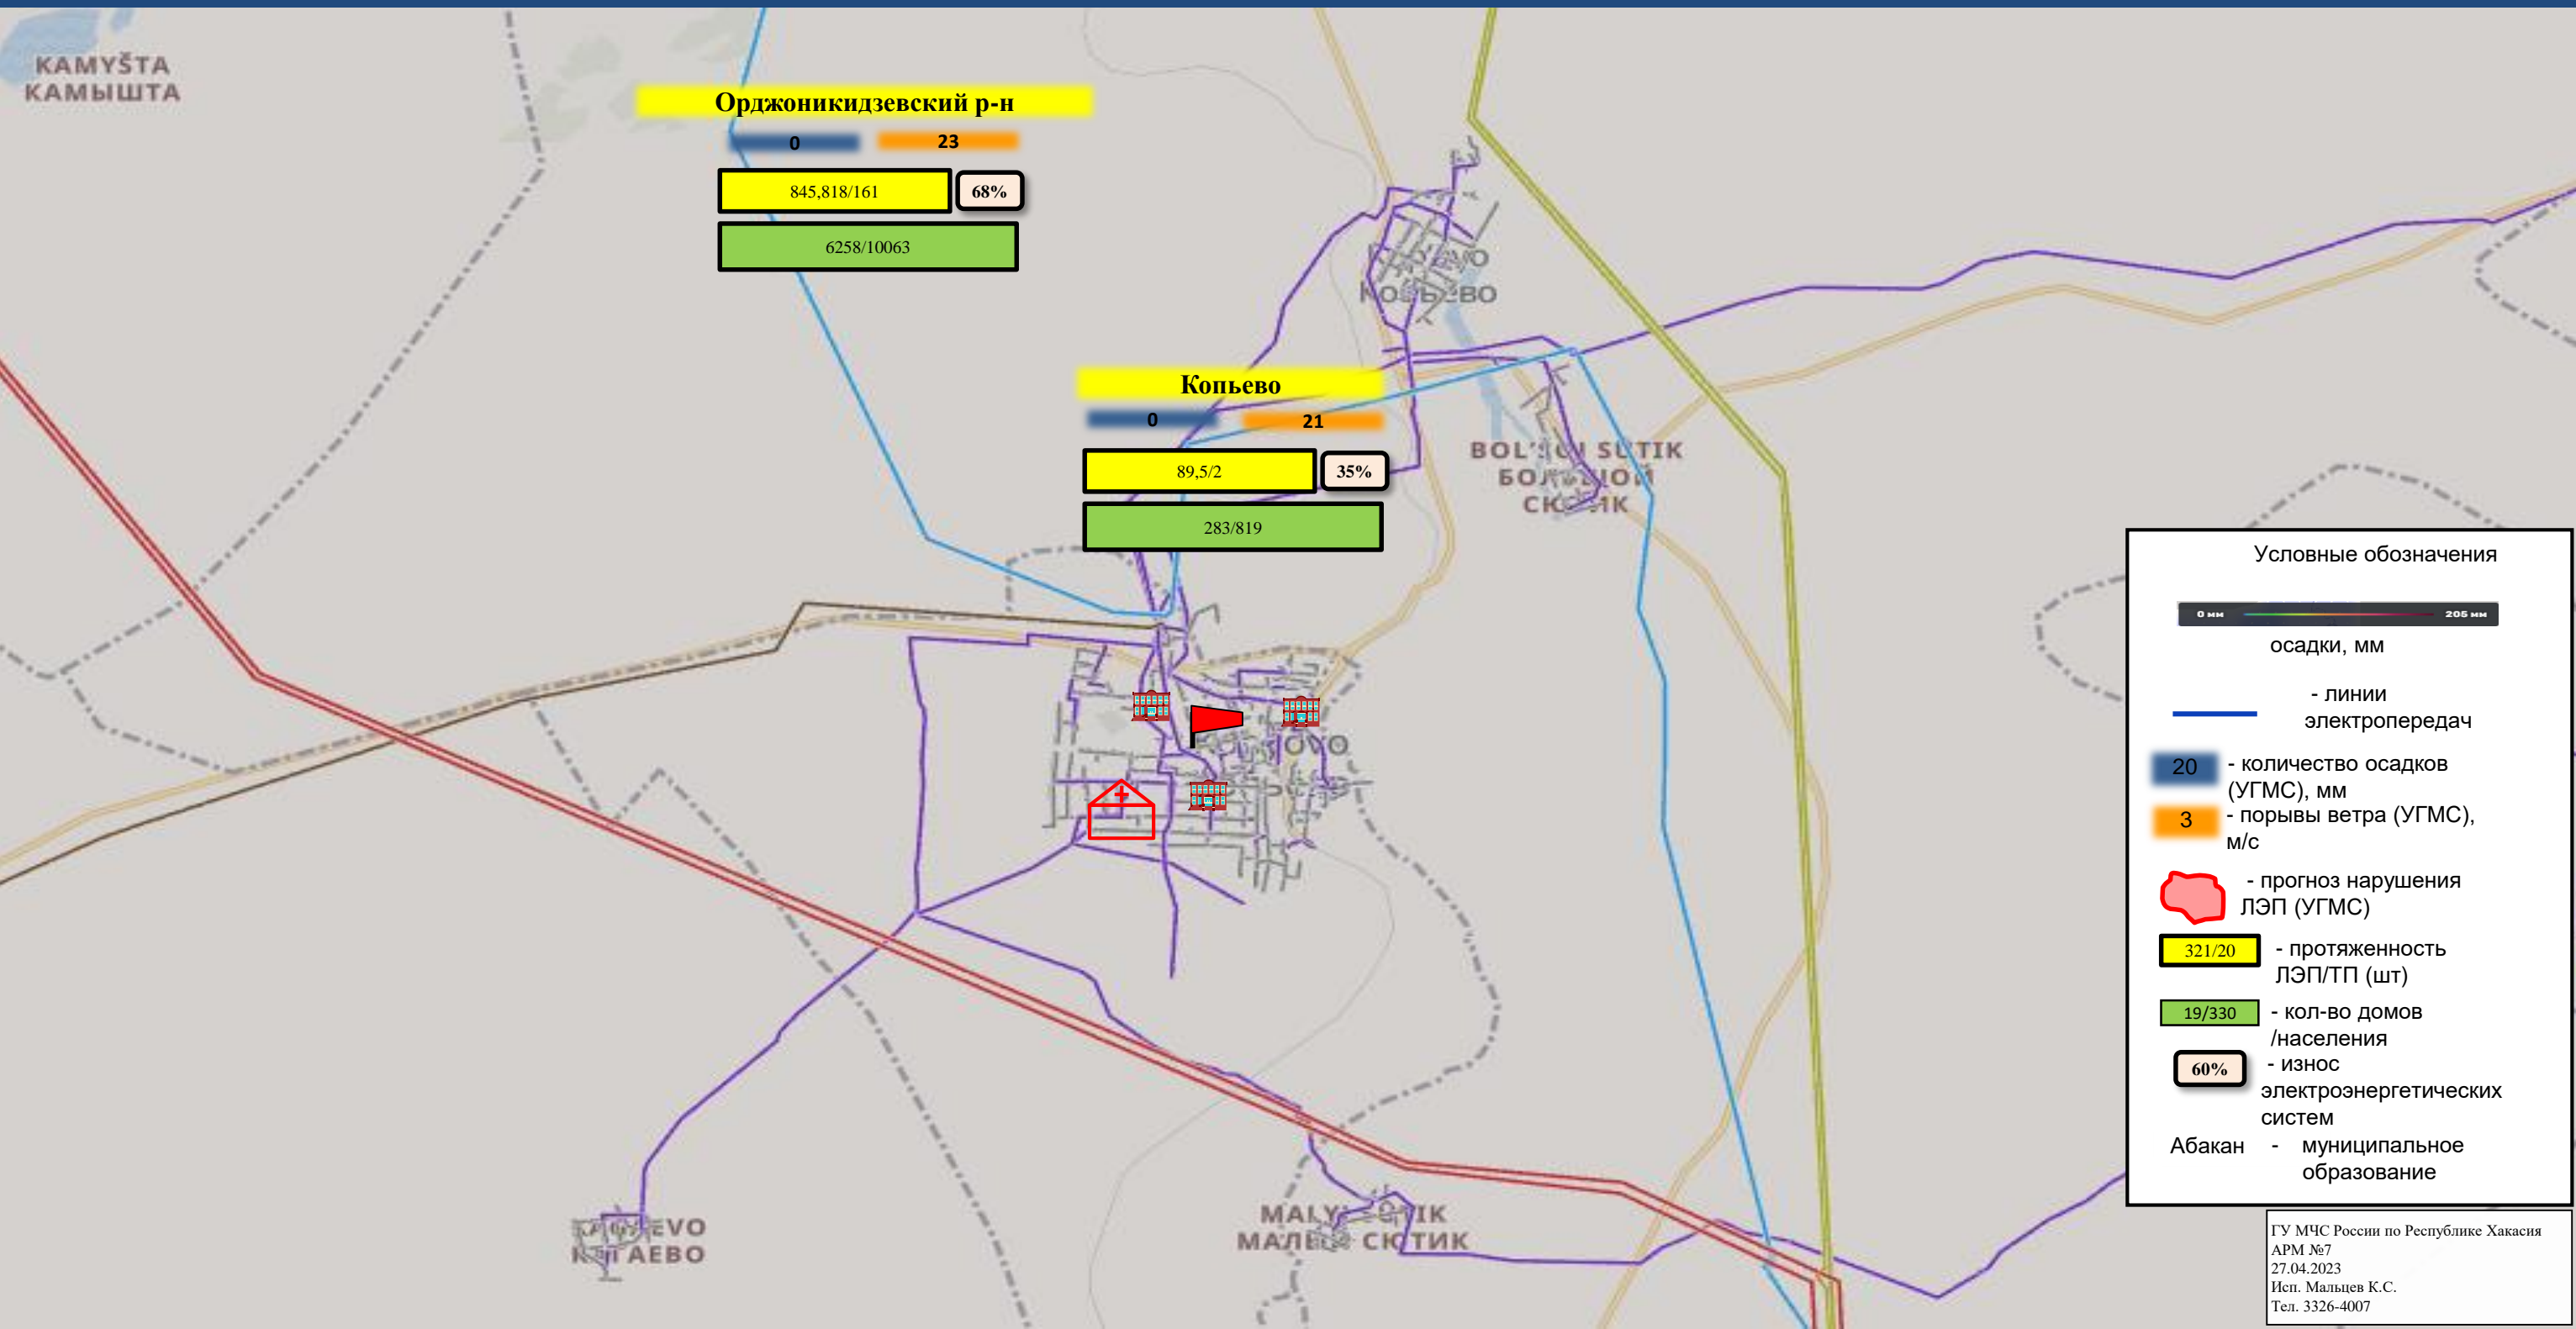 KAMYŠTA
КАМЫШТА
Орджоникидзевский р-н
0
23
845,818/161
68%
6258/10063
Копьево
0
21
89,5/2
35%
283/819
SUTIK
Условные обозначения
0 мм
205 мм
осадки, мм
- линии
электропередач
20
- количество осадков
(УГМС), мм
3
- порывы ветра (УГМС),
м/с
- прогноз нарушения
ЛЭП (УГМС)
321/20
- протяженность
ЛЭП/ТП (шт)
19/330
- кол-во домов
/населения
60%
- износ
электроэнергетических
систем
Абакан - муниципальное
образование
ГУ МЧС России по Республике Хакасия
АРМ №7
27.04.2023
Исп. Мальцев К.С.
Тел. 3326-4007